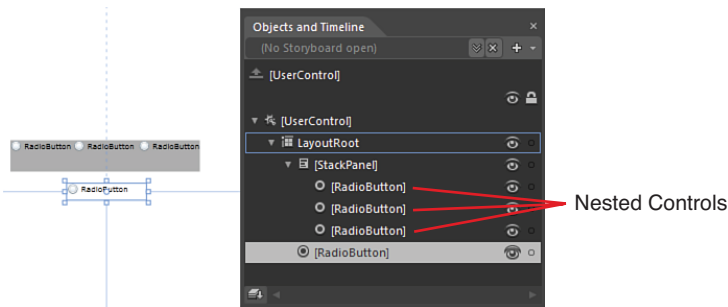 Objects and Timeline
(No Storyboard open)
[UserControl]
[UserControl]
LayoutRoot
[StackPanel]
[RadioButton]
[RadioButton]
[RadioButton]
[RadioButton]
RadioButton RadioButton RadioButton
RadioButton
Nested Controls